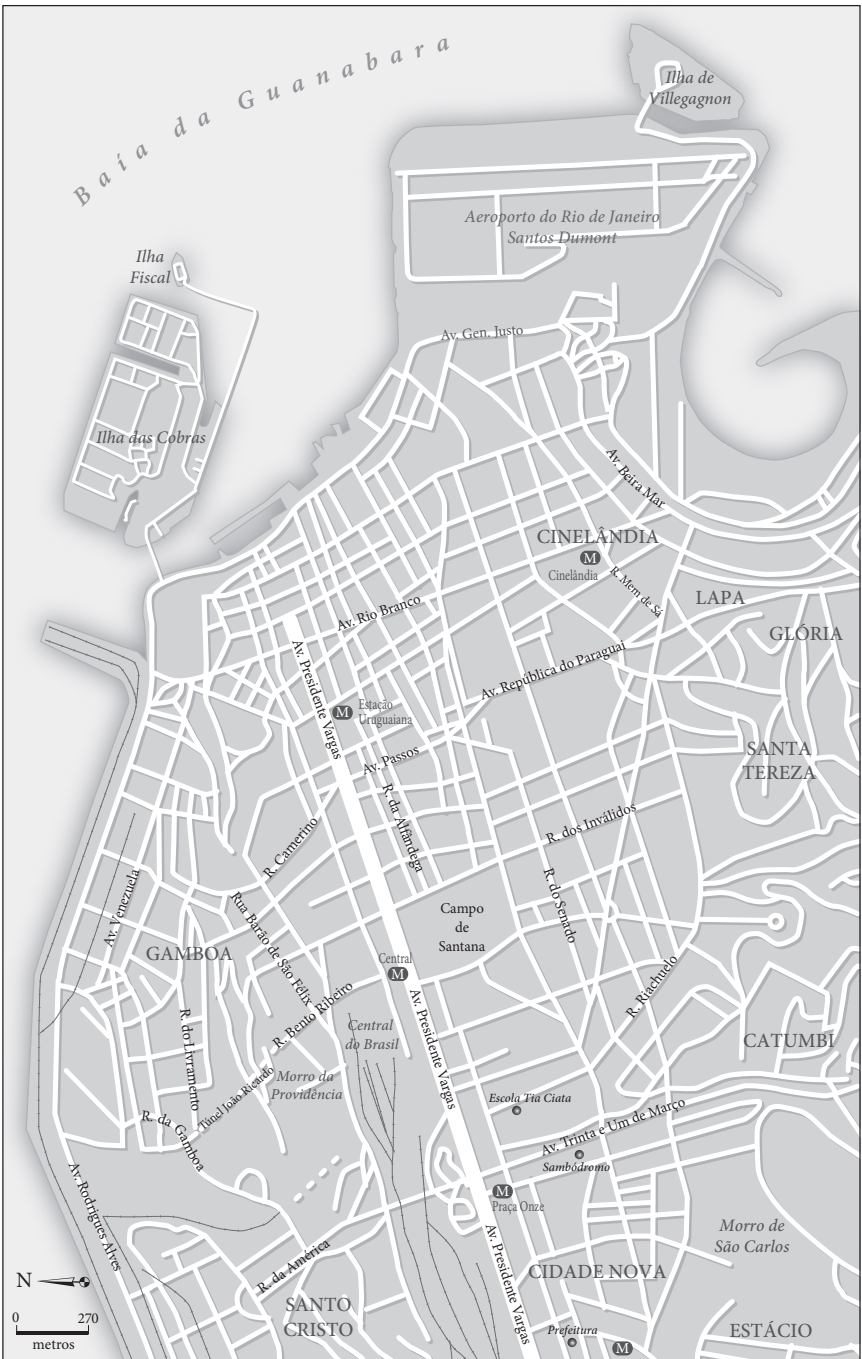 Baía da Guanabara
Ilha de
Villegagnon
Aeroporto do Rio de Janeiro
Santos Dumont
Ilha
Fiscal
Av. Gen. Justo
Ilha das Cobras
Av. Beira Mar
CINELÂNDIA
M
Cinelândia
R. Mem de Sá
LAPA
GLÓRIA
Av. Rio Branco
Av. República do Paraguai
Av. Presidente Vargas
M
Estação
Uruguaiana
Av. Passos
SANTA
TEREZA
R. da Alfândega
R. Camerino
R. dos Inválidos
R. do Senado
Campo
de
Santana
Av. Venezuela
Rua Barão de São Félix
GAMBOA
Central
M
R. Riachuelo
R. Bento Ribeiro
Av. Presidente Vargas
Central
do Brasil
R. do Livramento
CATUMBI
Morro da
Providência
Túnel João Ricardo
Escola Tia Ciata
R. da Gamboa
Av. Trinta e Um de Março
Sambódromo
Av. Rodrigues Alves
M
Praça Onze
Morro de
São Carlos
Av. Presidente Vargas
R. da América
CIDADE NOVA
N
0 270
metros
SANTO
CRISTO
Prefeitura
M
ESTÁCIO